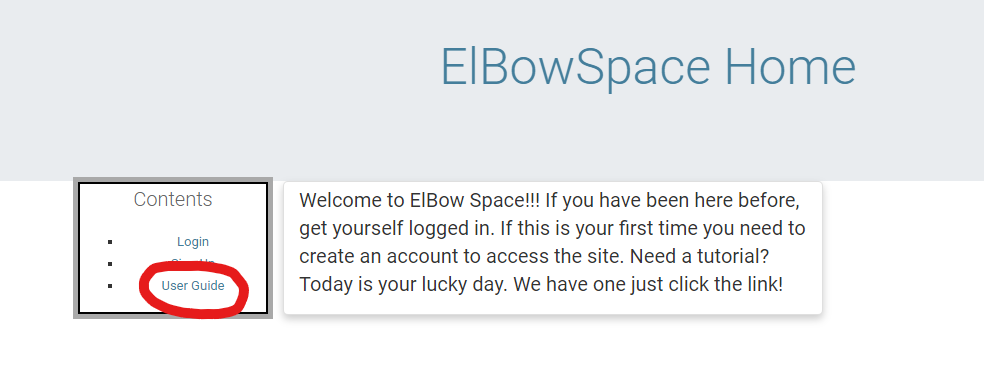 ElBowSpace Home
Contents
Login
User Guide
Welcome to ElBow Space!!! If you have been here before,
get yourself logged in. If this is your first time you need to
create an account to access the site. Need a tutorial?
Today is your lucky day. We have one just click the link!